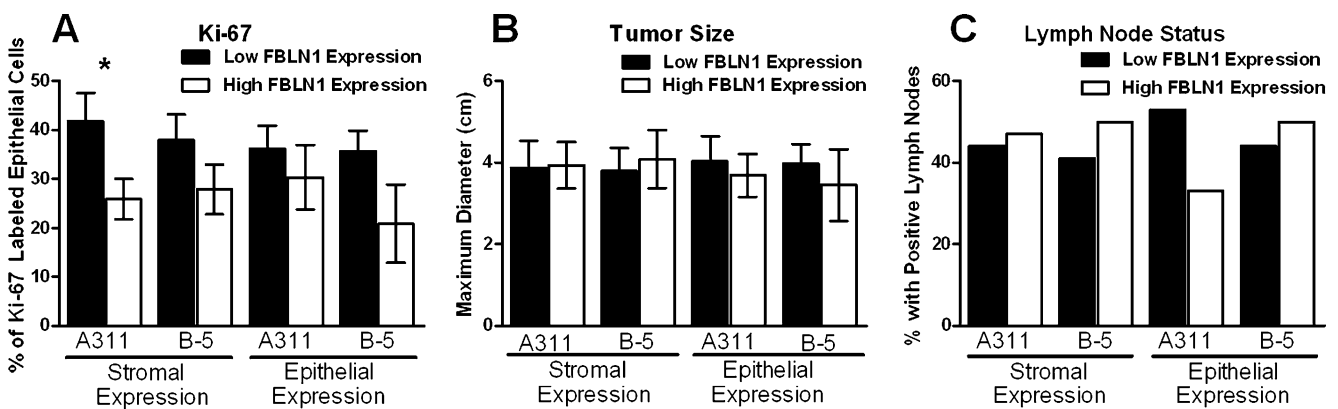 A
Ki-67
Low FBLN1 Expression
High FBLN1 Expression
*
% of Ki-67 Labeled Epithelial Cells
50
40
30
20
10
0
A311 B-5 A311 B-5
Stromal Expression
Epithelial Expression
B
Tumor Size
Low FBLN1 Expression
High FBLN1 Expression
Maximum Diameter (cm)
6
4
2
0
A311 B-5 A311 B-5
Stromal Expression
Epithelial Expression
C
Lymph Node Status
Low FBLN1 Expression
High FBLN1 Expression
% with Positive Lymph Nodes
60
40
20
0
A311 B-5 A311 B-5
Stromal Expression
Epithelial Expression